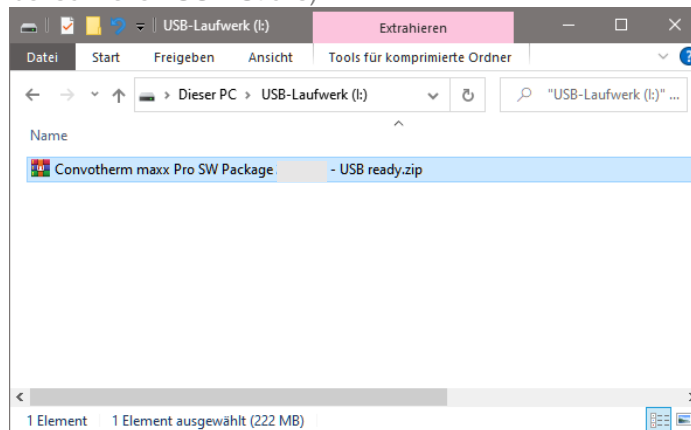 USB-Laufwerk (I:)
Extrahieren
Datei Start Freigeben Ansicht Tools für komprimierte Ordner
Dieser PC > USB-Laufwerk (I:) "USB-Laufwerk (I:)" ...
Name
Convotherm maxx Pro SW Package - USB ready.zip
1 Element 1 Element ausgewählt (222 MB)